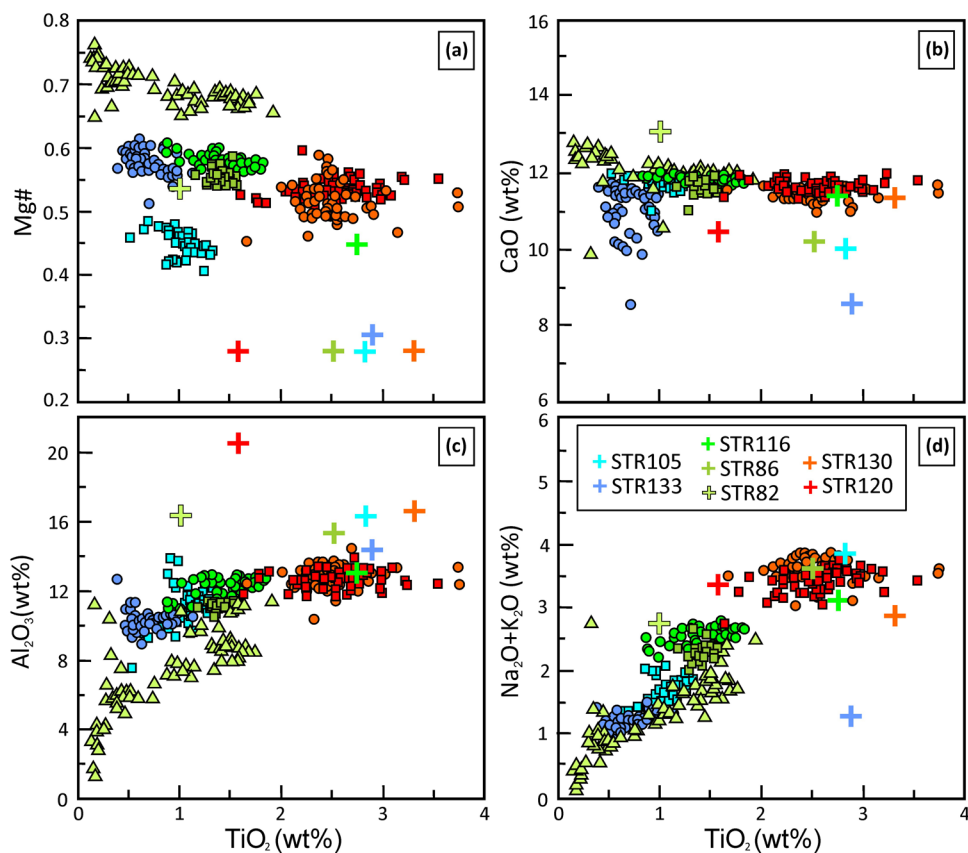 0.8
0.7
0.6
0.5
0.4
0.3
0.2
Mg#
(a)
16
14
12
10
8
6
CaO (wt%)
(b)
20
16
12
8
4
0
Al₂O₃(wt%)
(c)
0 1 2 3 4
TiO₂ (wt%)
6
5
4
3
2
1
0
Na₂O+K₂O (wt%)
(d)
STR105
STR133
STR116
STR86
STR82
STR130
STR120
0 1 2 3 4
TiO₂ (wt%)